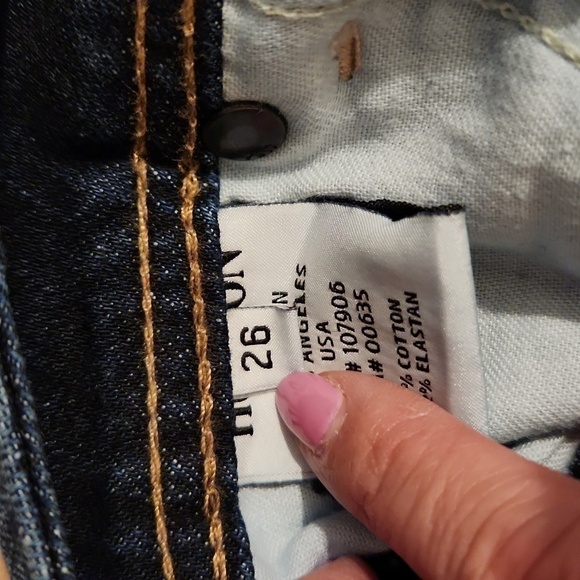 ON
26
N
ANGELES
USA
# 107906
# 00635
% COTTON
% ELASTAN